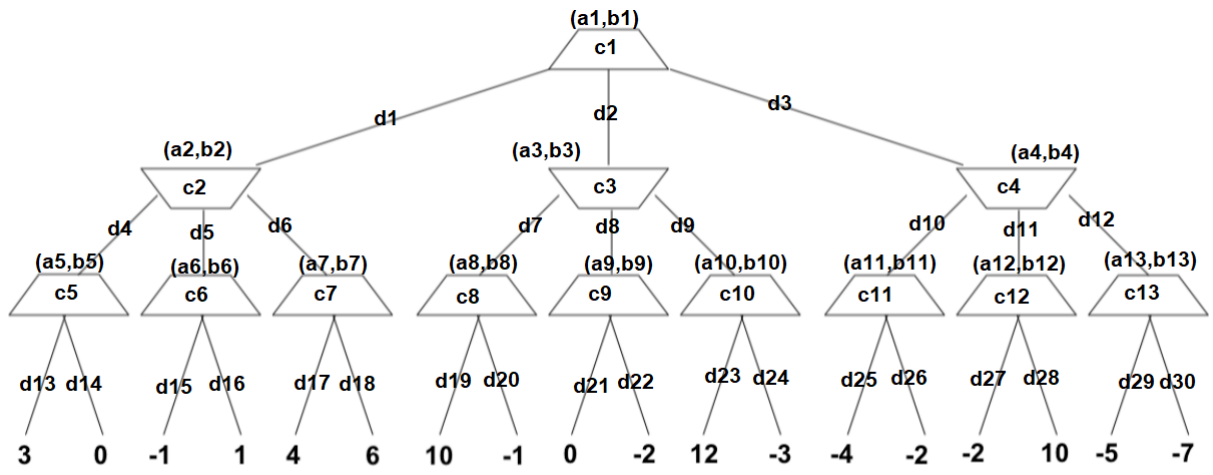 (a1,b1)
c1
d1 d2 d3
(a2,b2) (a3,b3) (a4,b4)
c2 c3 c4
d4 d5 d6 d7 d8 d9 d10 d11 d12
(a5,b5) (a6,b6) (a7,b7) (a8,b8) (a9,b9) (a10,b10) (a11,b11) (a12,b12) (a13,b13)
c5 c6 c7 c8 c9 c10 c11 c12 c13
d13 d14 d15 d16 d17 d18 d19 d20 d21 d22 d23 d24 d25 d26 d27 d28 d29 d30
3 0 -1 1 4 6 10 -1 0 -2 12 -3 -4 -2 -2 10 -5 -7